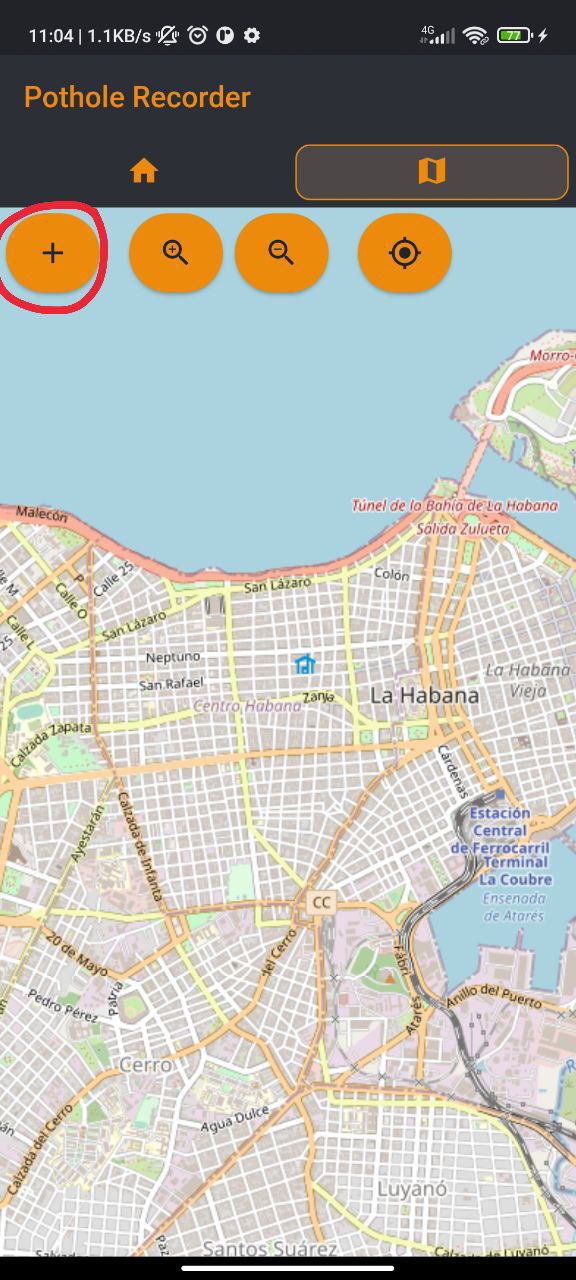 11:04 | 1.1KB/s
4G
77
Pothole Recorder
Morro-
Malecón
Túnel de la Bahía de La Habana
Salida Zulueta
Calle 25
San Lázaro
Colón
P
Calle O
Calle L
25
San Lázaro
Neptuno
San Rafael
Zanja
Centro Habana
La Habana
La Habana
Vieja
Calzada Zapata
Cárdenas
Ayestarán
Calzada de Infanta
Estación
Central
de Ferrocarril
Terminal
La Coubre
Ensenada
de Atarés
CC
20 de Mayo
del Cerro
Fábri
Atarés
Anillo del Puerto
Pedro Pérez
Patria
Cerro
Agua Dulce
Calzada del Cerro
Luyanó
Santos Suárez
Calzada de Luyanó